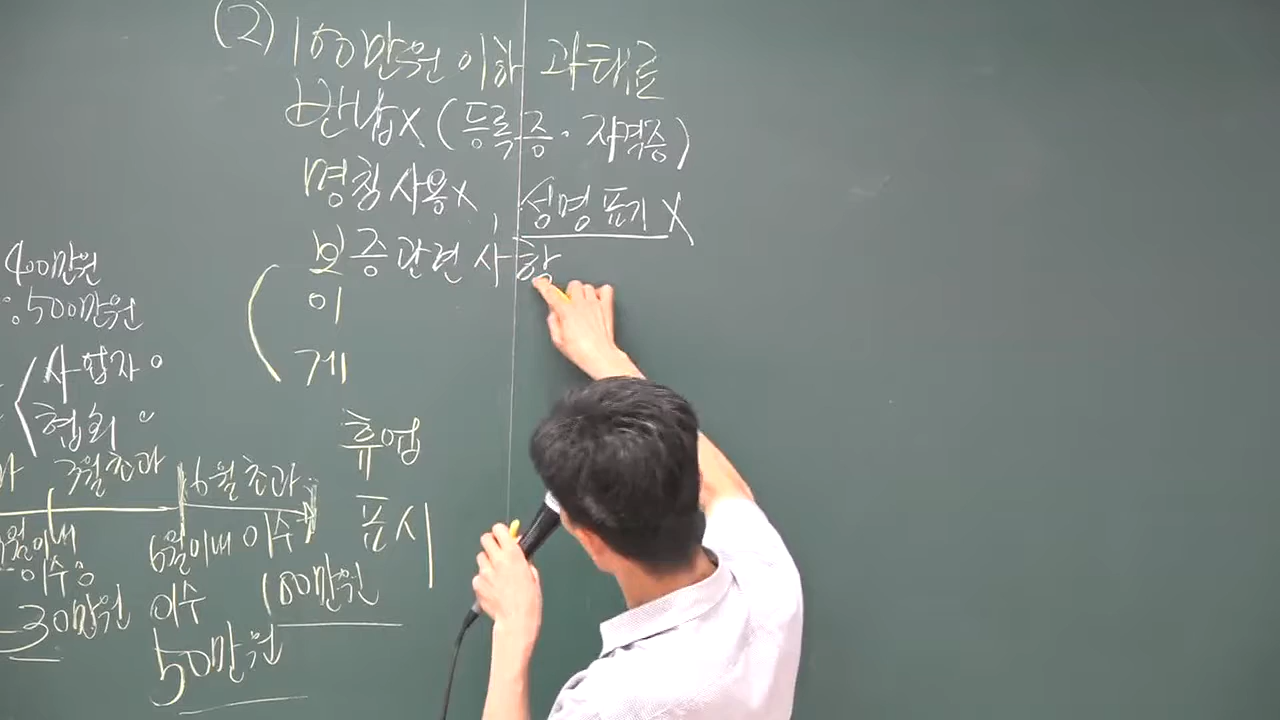 (2) 100만원 이하 과태료
반납X (등록증·자격증)
명칭사용X, 성명 표기 X
보증관련 사항
이
게
휴업
표시
400만원
:500만원
사업자 o
협회 o
3월초과
6월초과
6월이내 이수
이수
30만원
100만원
50만원